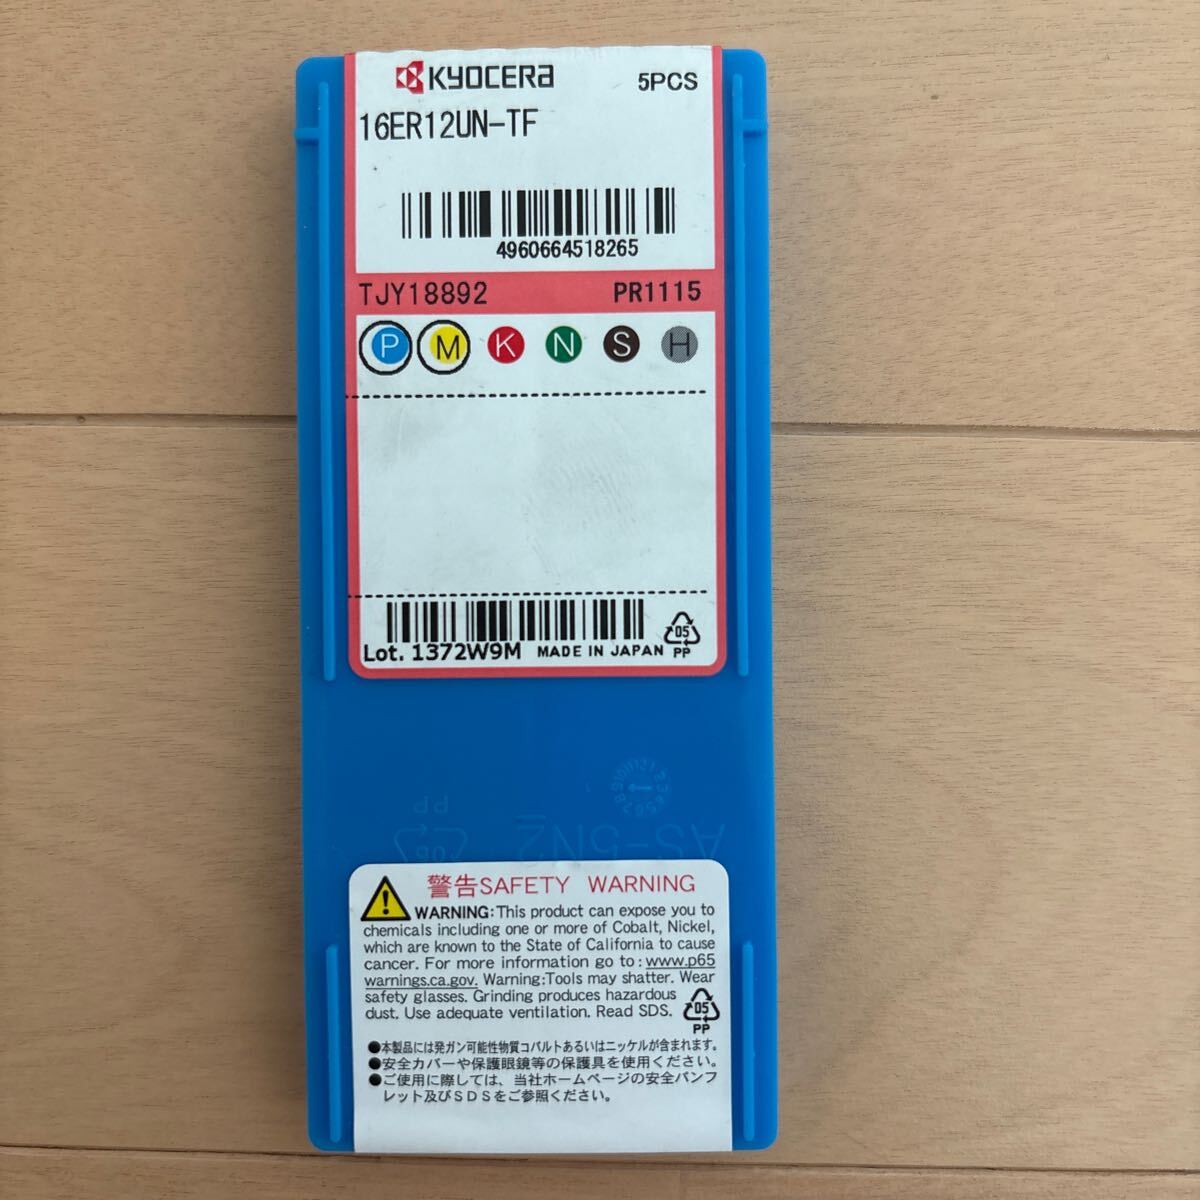 KYOCERA 5PCS
16ER12UN-TF
4960664518265
TJY18892 PR1115
P M K N S H
Lot. 1372W9M MADE IN JAPAN
05
PP
PP
AS-5N2
警告SAFETY WARNING
WARNING:This product can expose you to
chemicals including one or more of Cobalt, Nickel,
which are known to the State of California to cause
cancer. For more information go to : www.p65
warnings.ca.gov. Warning:Tools may shatter. Wear
safety glasses. Grinding produces hazardous
dust. Use adequate ventilation. Read SDS.
05
PP
●本製品には発ガン可能性物質コバルトあるいはニッケルが含まれます。
●安全カバーや保護眼鏡等の保護具を使用ください。
●ご使用に際しては、当社ホームページの安全パンフ
レット及びSDSをご参照ください。